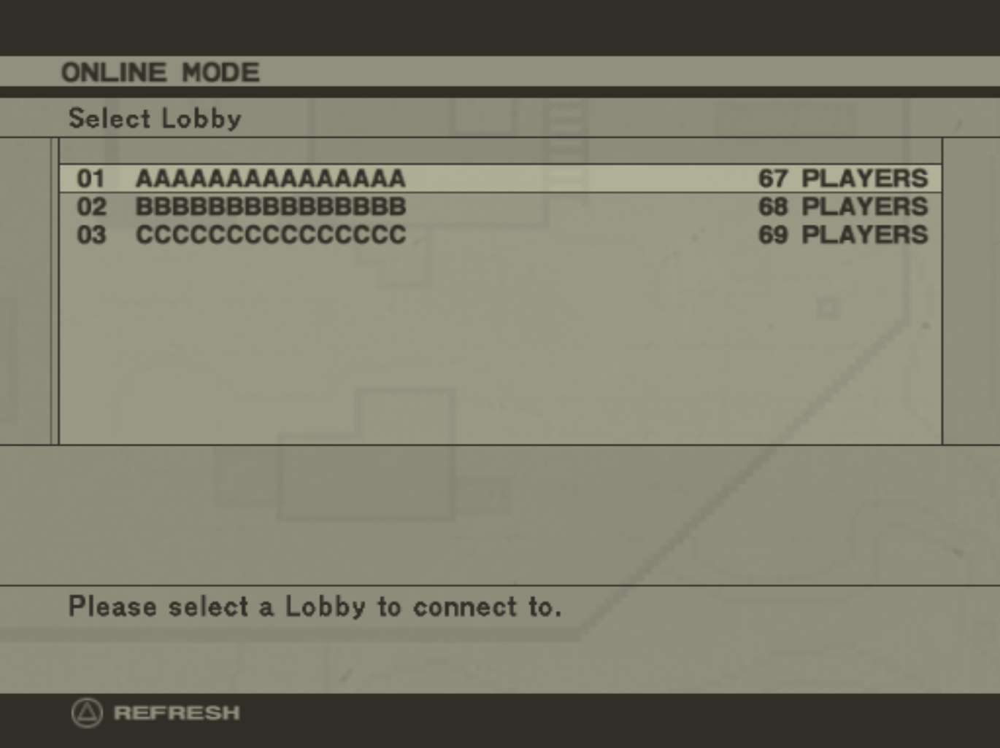 ONLINE MODE
Select Lobby
01 AAAAAAAAAAAAAAA 67 PLAYERS
02 BBBBBBBBBBBBBBB 68 PLAYERS
03 CCCCCCCCCCCCCCC 69 PLAYERS
Please select a Lobby to connect to.
REFRESH